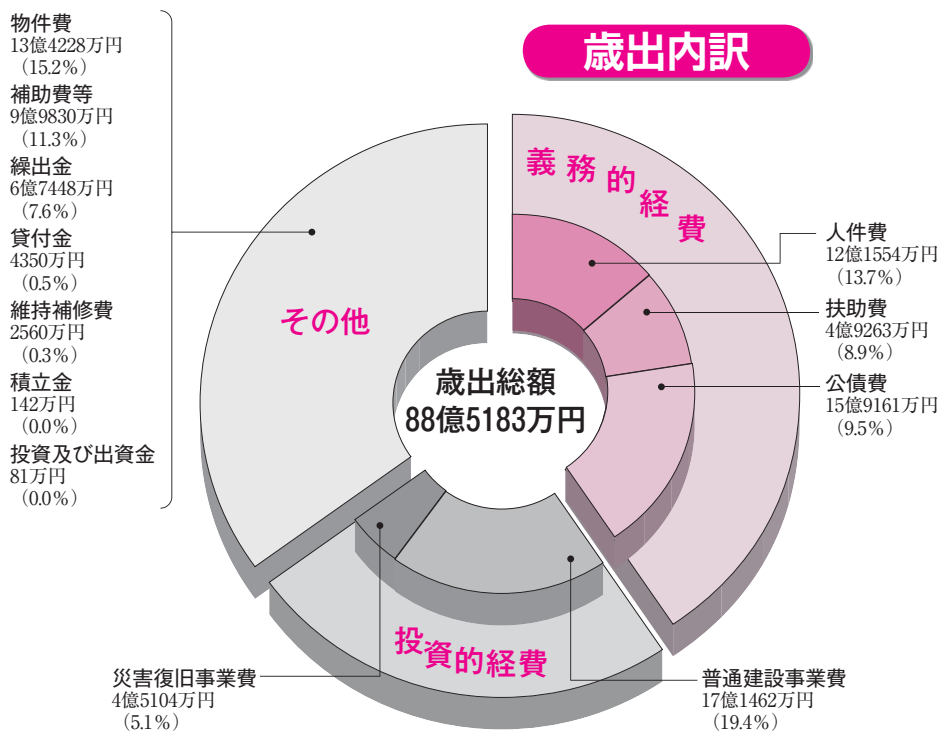 歳出内訳
物件費
13億4228万円
（15.2%）
補助費等
9億9830万円
（11.3%）
繰出金
6億7448万円
（7.6%）
貸付金
4350万円
（0.5%）
維持補修費
2560万円
（0.3%）
積立金
142万円
（0.0%）
投資及び出資金
81万円
（0.0%）
その他
義務的経費
人件費
12億1554万円
（13.7%）
扶助費
4億9263万円
（8.9%）
公債費
15億9161万円
（9.5%）
歳出総額
88億5183万円
投資的経費
災害復旧事業費
4億5104万円
（5.1%）
普通建設事業費
17億1462万円
（19.4%）